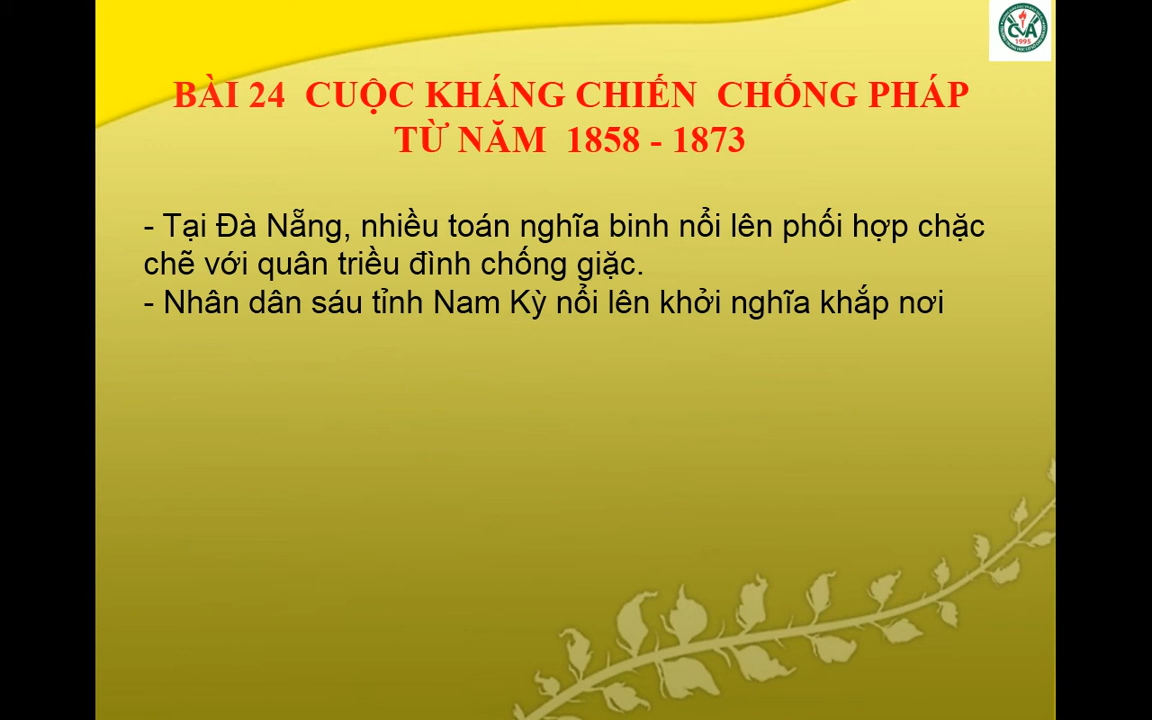 CVA
1995
BÀI 24 CUỘC KHÁNG CHIẾN CHỐNG PHÁP
TỪ NĂM 1858 - 1873
- Tại Đà Nẵng, nhiều toán nghĩa binh nổi lên phối hợp chặc
chẽ với quân triều đình chống giặc.
- Nhân dân sáu tỉnh Nam Kỳ nổi lên khởi nghĩa khắp nơi